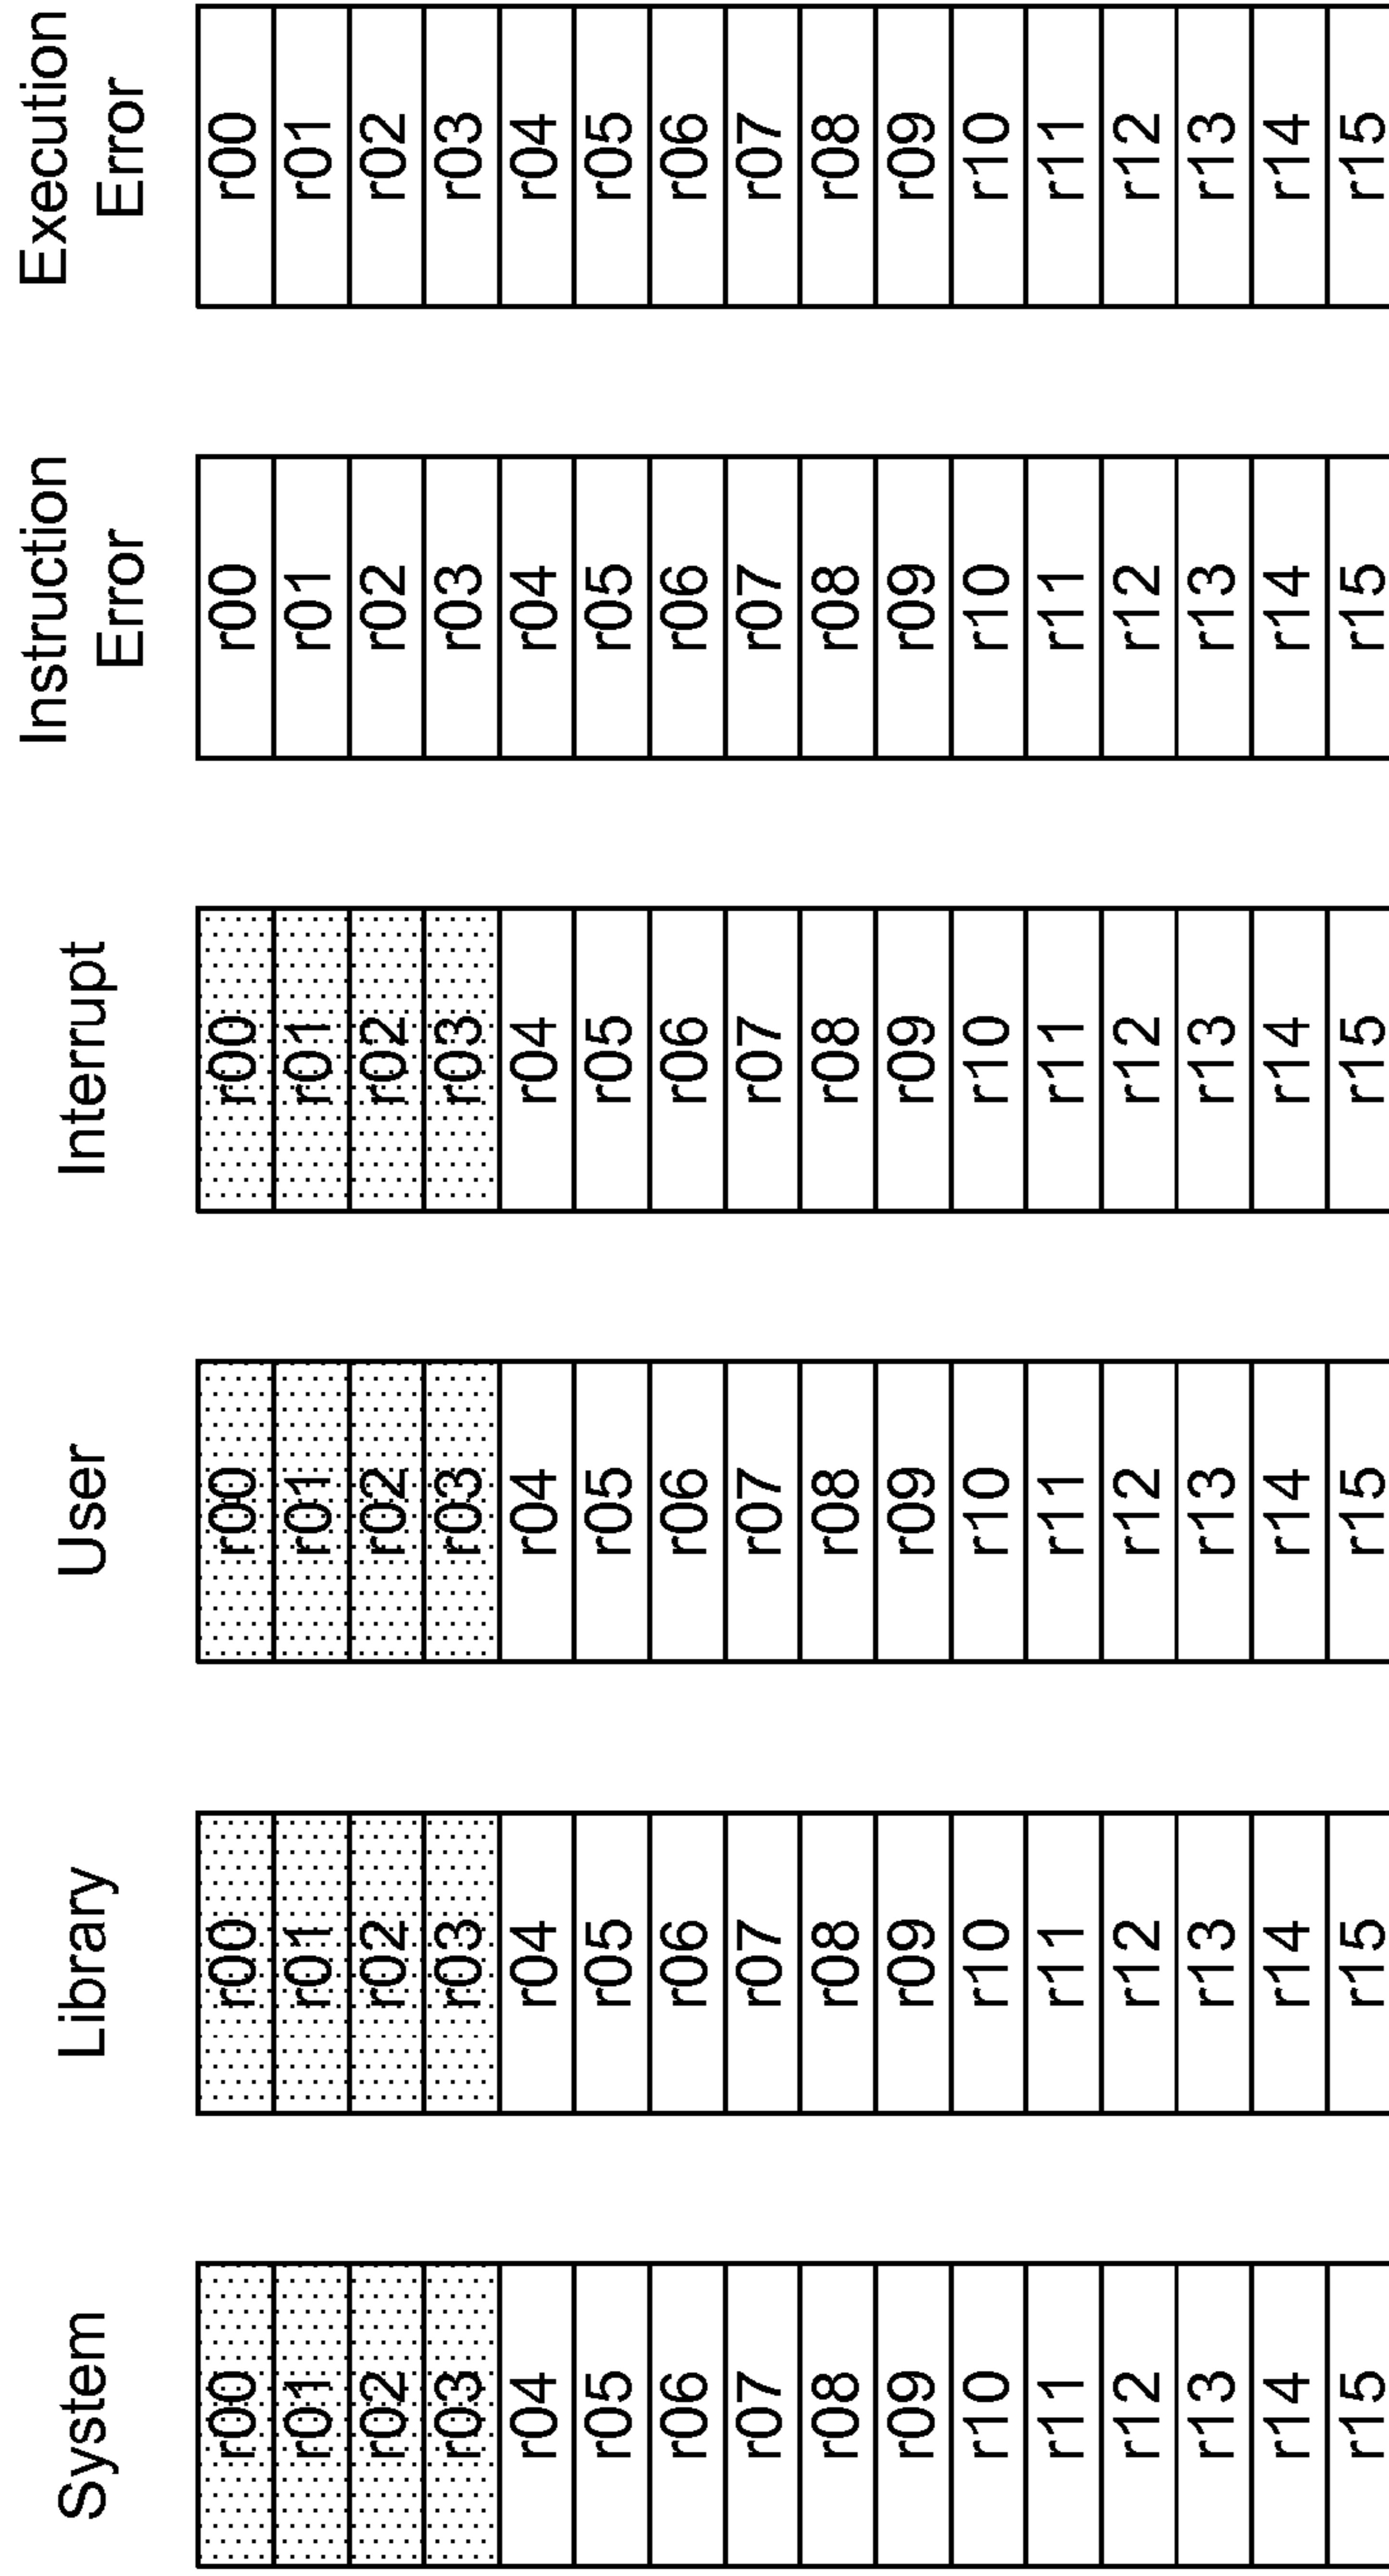 System
r00
r01
r02
r03
r04
r05
r06
r07
r08
r09
r10
r11
r12
r13
r14
r15
Library
r00
r01
r02
r03
r04
r05
r06
r07
r08
r09
r10
r11
r12
r13
r14
r15
User
r00
r01
r02
r03
r04
r05
r06
r07
r08
r09
r10
r11
r12
r13
r14
r15
Interrupt
r00
r01
r02
r03
r04
r05
r06
r07
r08
r09
r10
r11
r12
r13
r14
r15
Instruction
Error
r00
r01
r02
r03
r04
r05
r06
r07
r08
r09
r10
r11
r12
r13
r14
r15
Execution
Error
r00
r01
r02
r03
r04
r05
r06
r07
r08
r09
r10
r11
r12
r13
r14
r15